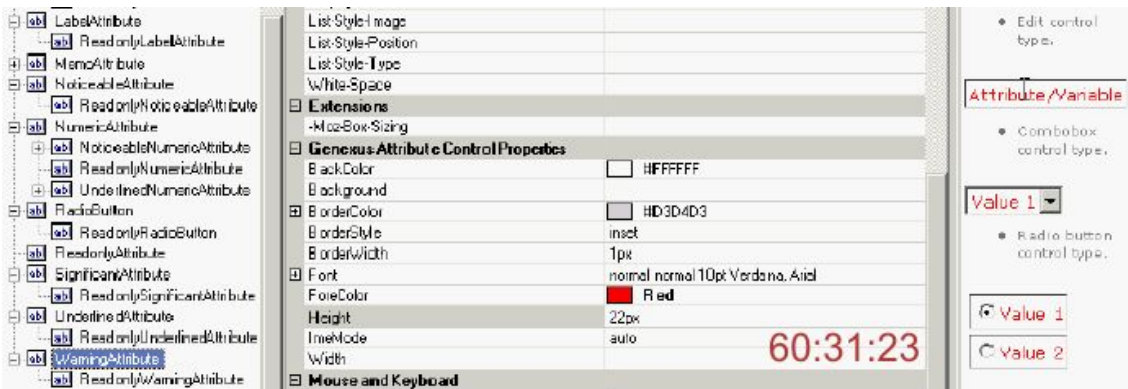 LabelAttribute
ReadonlyLabelAttribute
MemoAttribute
NoticeableAttribute
ReadonlyNoticeableAttribute
NumericAttribute
NoticeableNumericAttribute
ReadonlyNumericAttribute
UnderlinedNumericAttribute
RadioButton
ReadonlyRadioButton
ReadonlyAttribute
SignificantAttribute
ReadonlySignificantAttribute
UnderlinedAttribute
ReadonlyUnderlinedAttribute
WarningAttribute
ReadonlyWarningAttribute
List-Style-Image
List-Style-Position
List-Style-Type
White-Space
Extensions
-Moz-Box-Sizing
Genexus Attribute Control Properties
BackColor #FFFFFF
Background
BorderColor #D3D4D3
BorderStyle inset
BorderWidth 1px
Font normal normal 10pt Verdana, Arial
ForeColor Red
Height 22px
ImeMode auto
Width
Mouse and Keyboard
60:31:23
Edit control
type.
Attribute/Variable
Combobox
control type.
Value 1
Radio button
control type.
Value 1
Value 2